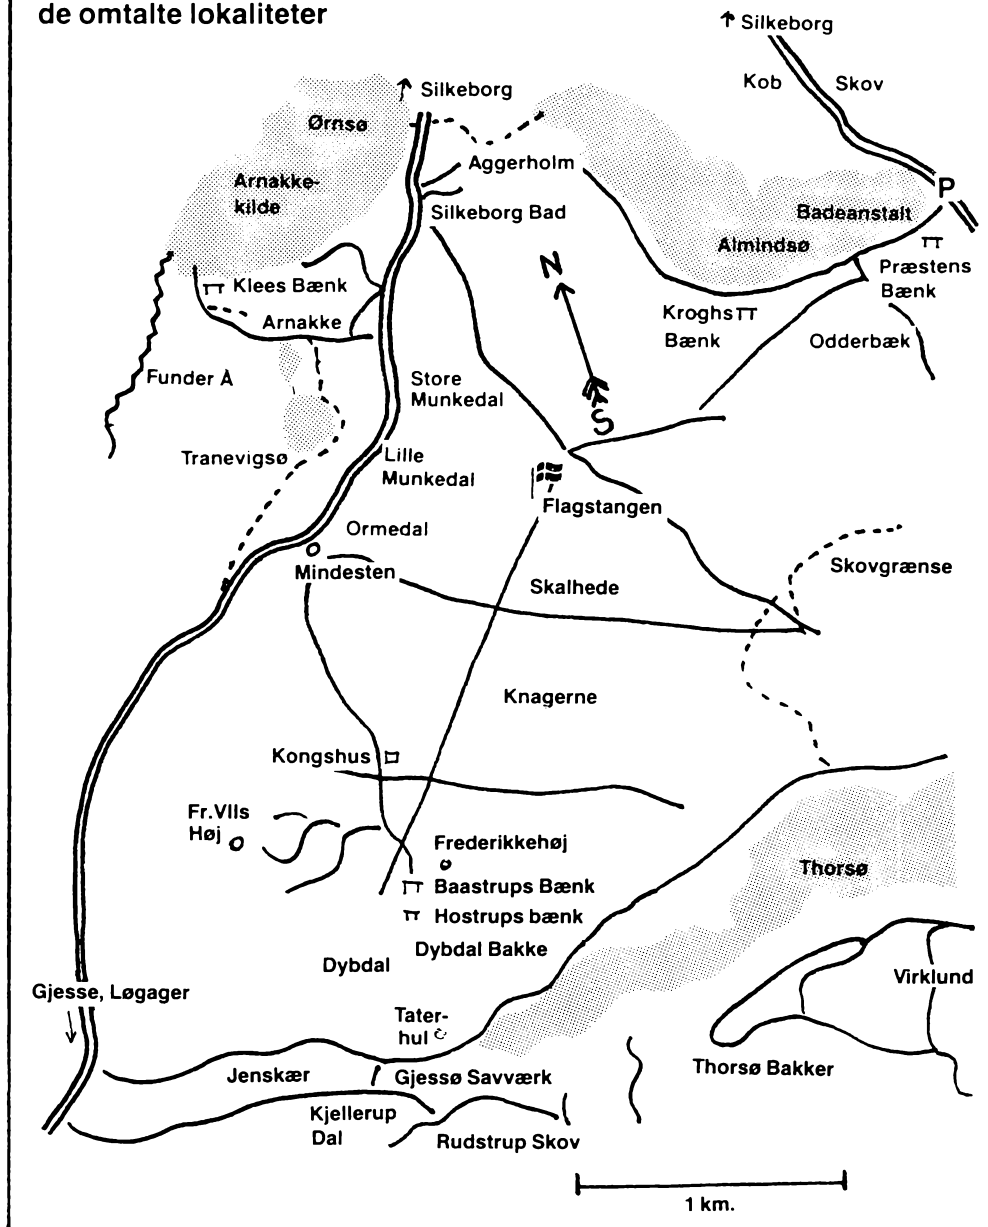 de omtalte lokaliteter
Silkeborg
Kob Skov
Silkeborg
Ørnsø
Aggerholm
Arnakke-
kilde
P
Badeanstalt
Silkeborg Bad
Almindsø
Præstens
Bænk
N
Klees Bænk
Kroghs
Bænk
Arnakke
Odderbæk
Funder Å
Store
Munkedal
S
Tranevigsø
Lille
Munkedal
Flagstangen
Ormedal
Mindesten
Skovgrænse
Skalhede
Knagerne
Kongshus
Fr.VIIs
Høj
Frederikkehøj
Thorsø
Baastrups Bænk
Hostrups bænk
Dybdal Bakke
Dybdal
Virklund
Gjesse, Løgager
Tater-
hul
Thorsø Bakker
Jenskær
Gjessø Savværk
Kjellerup
Dal
Rudstrup Skov
1 km.